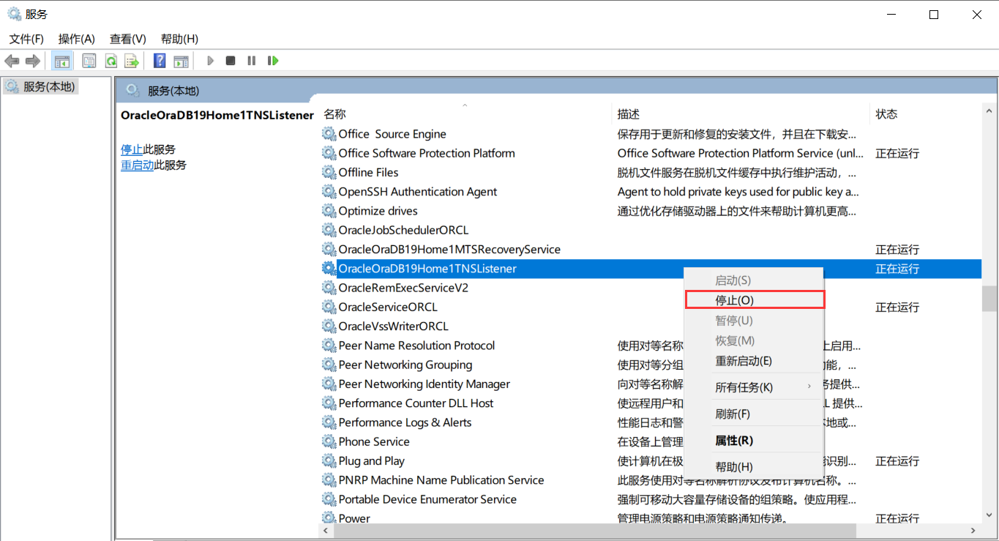 服务
文件(F) 操作(A) 查看(V) 帮助(H)
服务(本地)
服务(本地)
OracleOraDB19Home1TNSListener
停止此服务
重启动此服务
名称 描述 状态
Office  Source Engine 保存用于更新和修复的安装文件，并且在下载安...
Office Software Protection Platform Office Software Protection Platform Service (unl... 正在运行
Offline Files 脱机文件服务在脱机文件缓存中执行维护活动，...
OpenSSH Authentication Agent Agent to hold private keys used for public key a...
Optimize drives 通过优化存储驱动器上的文件来帮助计算机更高...
OracleJobSchedulerORCL
OracleOraDB19Home1MTSRecoveryService 正在运行
OracleOraDB19Home1TNSListener 正在运行
OracleRemExecServiceV2
OracleServiceORCL 正在运行
OracleVssWriterORCL
Peer Name Resolution Protocol 使用对等名称 上启用...
Peer Networking Grouping 使用对等分组 能，...
Peer Networking Identity Manager 向对等名称解 提供...
Performance Counter DLL Host 使远程用户和 L 提供...
Performance Logs & Alerts 性能日志和警 地或...
Phone Service 在设备上管理
Plug and Play 使计算机在极 识别... 正在运行
PNRP Machine Name Publication Service 此服务使用对等名称解析协议发布计算机名称。...
Portable Device Enumerator Service 强制可移动大容量存储设备的组策略。使应用程...
Power 管理电源策略和电源策略通知传递。 正在运行
启动(S)
停止(O)
暂停(U)
恢复(M)
重新启动(E)
所有任务(K)
刷新(F)
属性(R)
帮助(H)